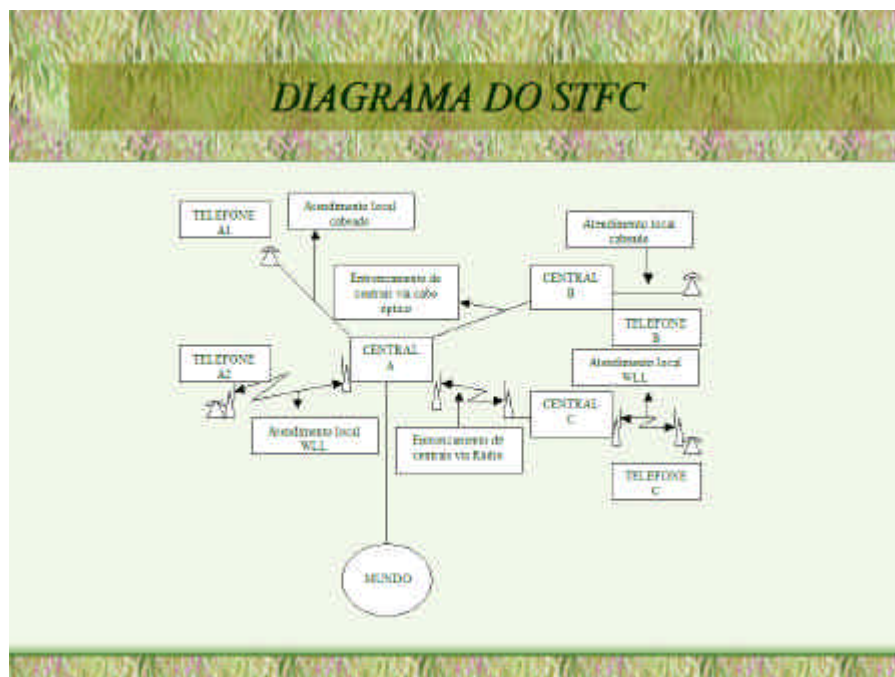 DIAGRAMA DO STFC
TELEFONE
A1
Atendimento local
cabeado
Atendimento local
cabeado
Entroncamento de
centrais via cabo
óptico
CENTRAL
B
TELEFONE
B
TELEFONE
A2
CENTRAL
A
Atendimento local
WLL
CENTRAL
C
Atendimento local
WLL
Entroncamento de
centrais via Rádio
TELEFONE
C
MUNDO